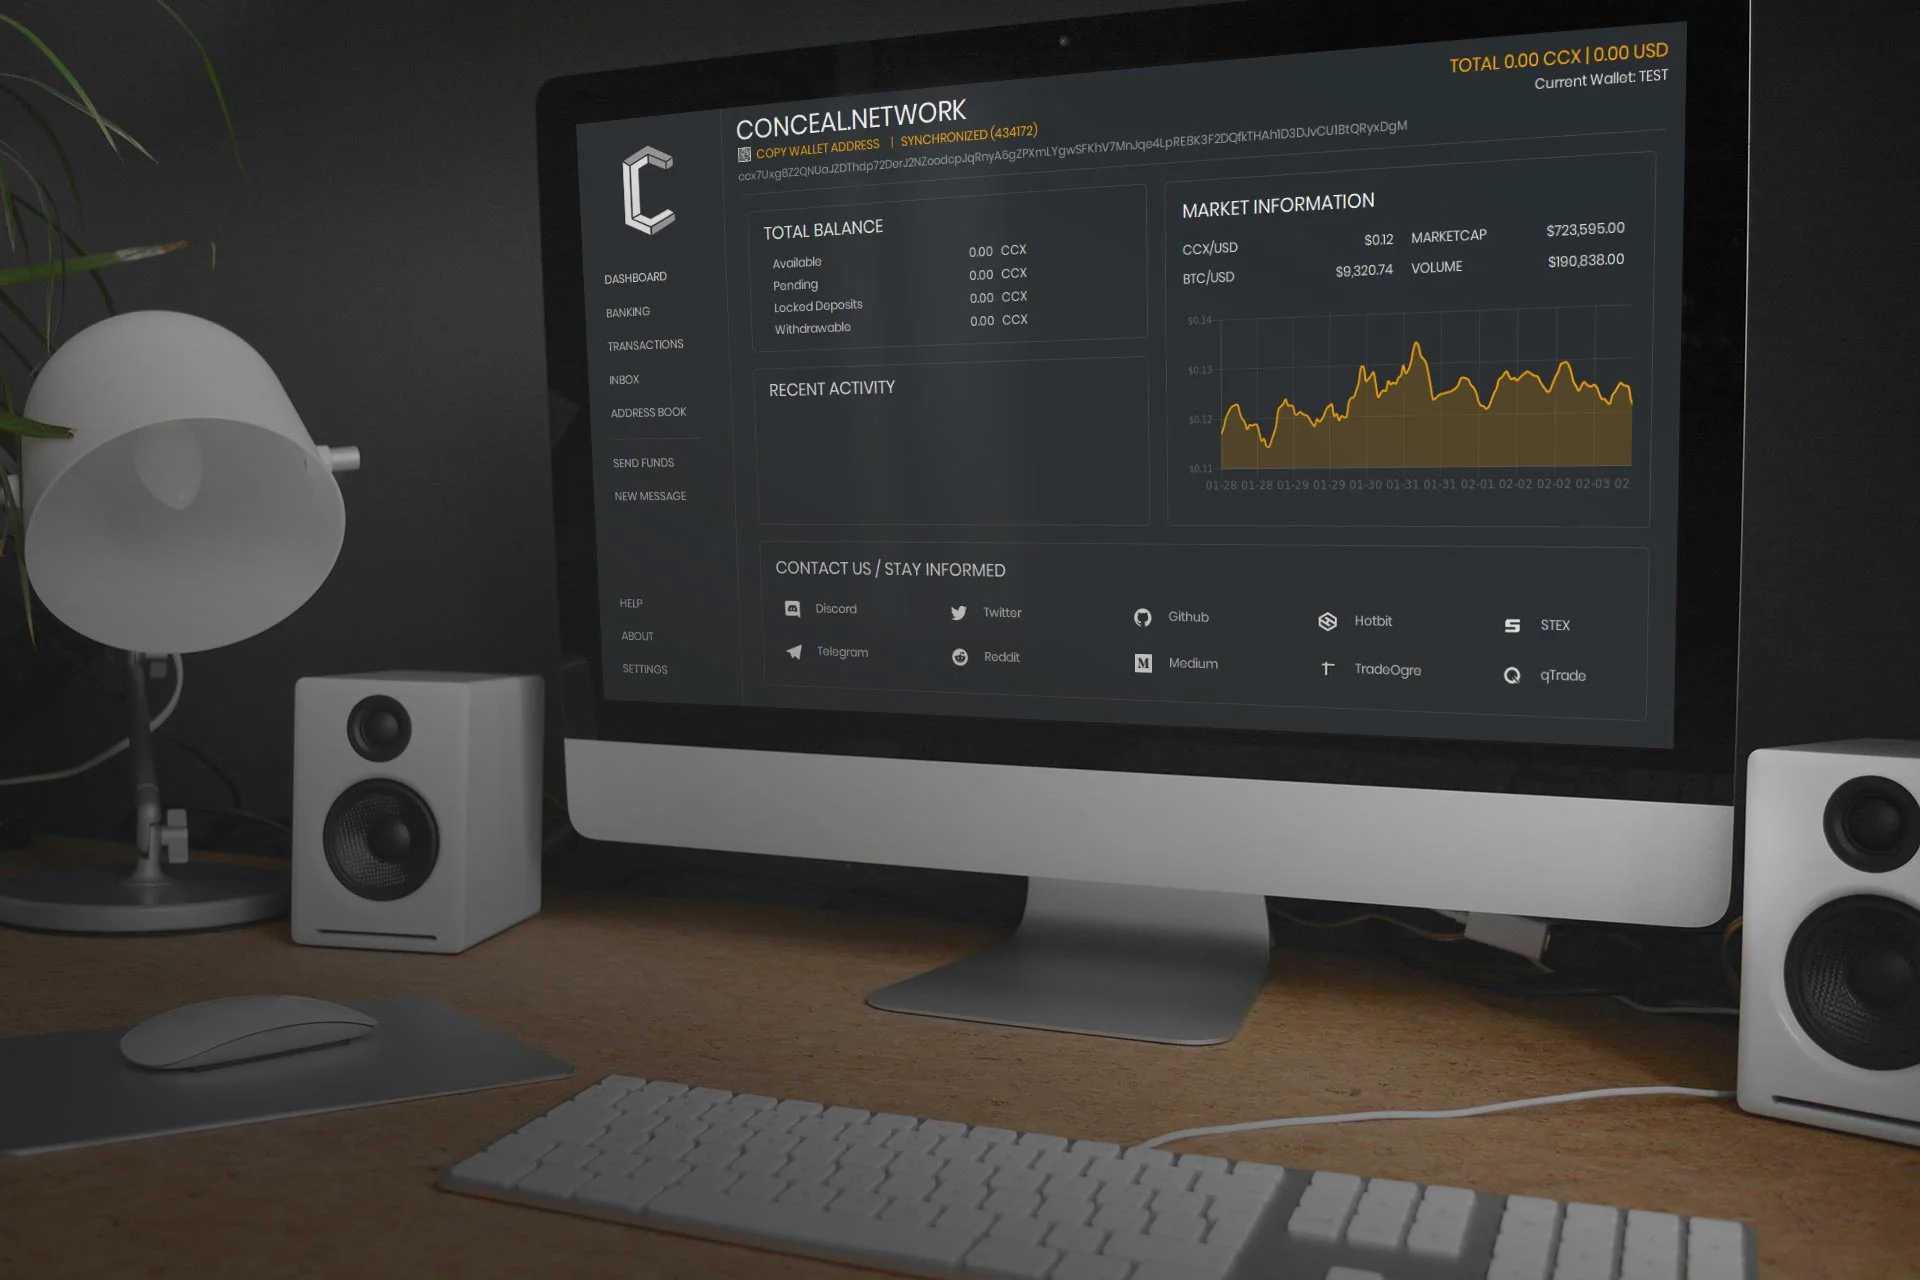 TOTAL 0.00 CCX | 0.00 USD
Current Wallet: TEST
CONCEAL.NETWORK
COPY WALLET ADDRESS | SYNCHRONIZED (434172)
DASHBOARD
BANKING
TRANSACTIONS
INBOX
ADDRESS BOOK
SEND FUNDS
NEW MESSAGE
HELP
ABOUT
SETTINGS
TOTAL BALANCE
Available 0.00 CCX
Pending 0.00 CCX
Locked Deposits 0.00 CCX
Withdrawable 0.00 CCX
RECENT ACTIVITY
MARKET INFORMATION
CCX/USD $0.12 MARKETCAP $723,595.00
BTC/USD $9,320.74 VOLUME $190,838.00
$0.14
$0.13
$0.12
$0.11
01-28 01-28 01-29 01-29 01-30 01-31 01-31 02-01 02-02 02-02 02-03 02
CONTACT US / STAY INFORMED
Discord Twitter Github Hotbit STEX
Telegram Reddit Medium TradeOgre qTrade